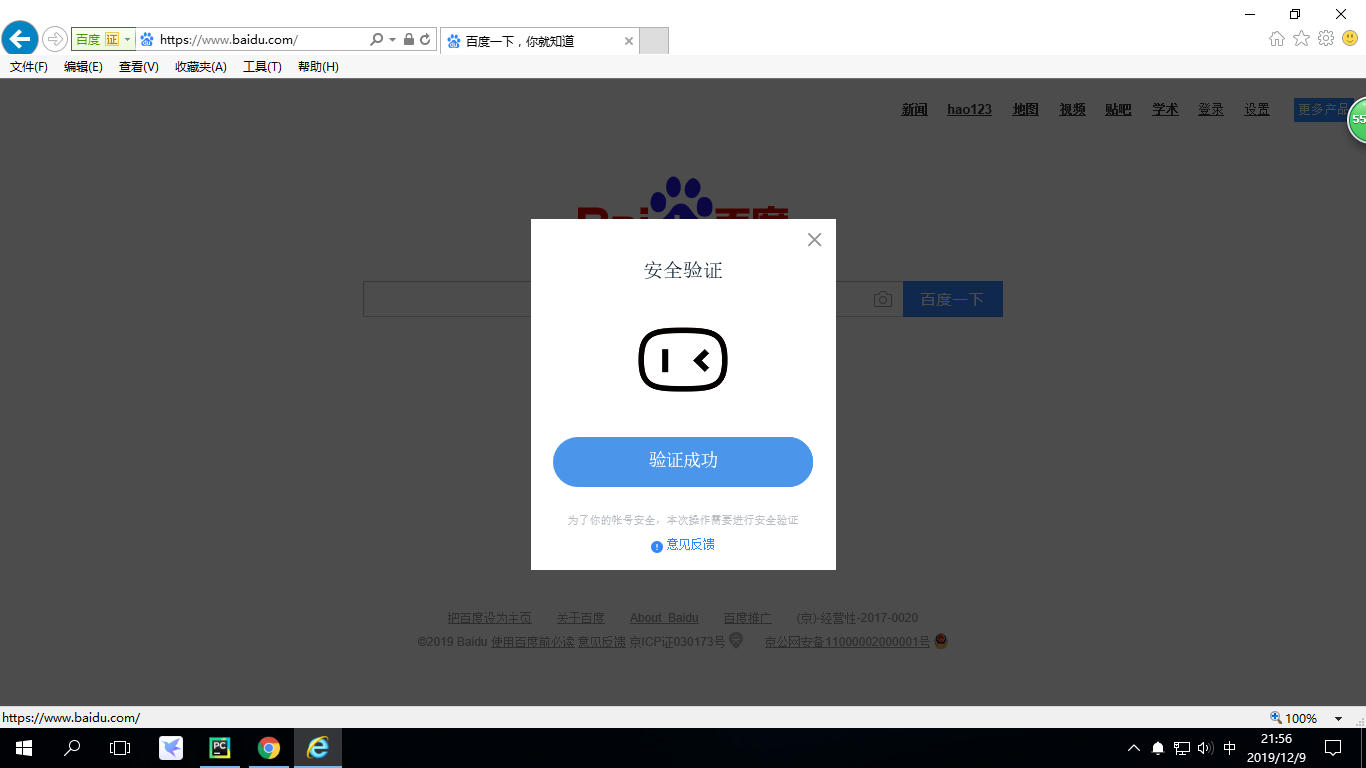 百度 证 https://www.baidu.com/ 百度一下，你就知道
文件(F) 编辑(E) 查看(V) 收藏夹(A) 工具(T) 帮助(H)
新闻 hao123 地图 视频 贴吧 学术 登录 设置 更多产品
55
安全验证
百度一下
验证成功
为了你的帐号安全，本次操作需要进行安全验证
意见反馈
把百度设为主页 关于百度 About Baidu 百度推广 (京)-经营性-2017-0020
©2019 Baidu 使用百度前必读 意见反馈 京ICP证030173号 京公网安备11000002000001号
https://www.baidu.com/ 100%
PC 中 21:56
2019/12/9